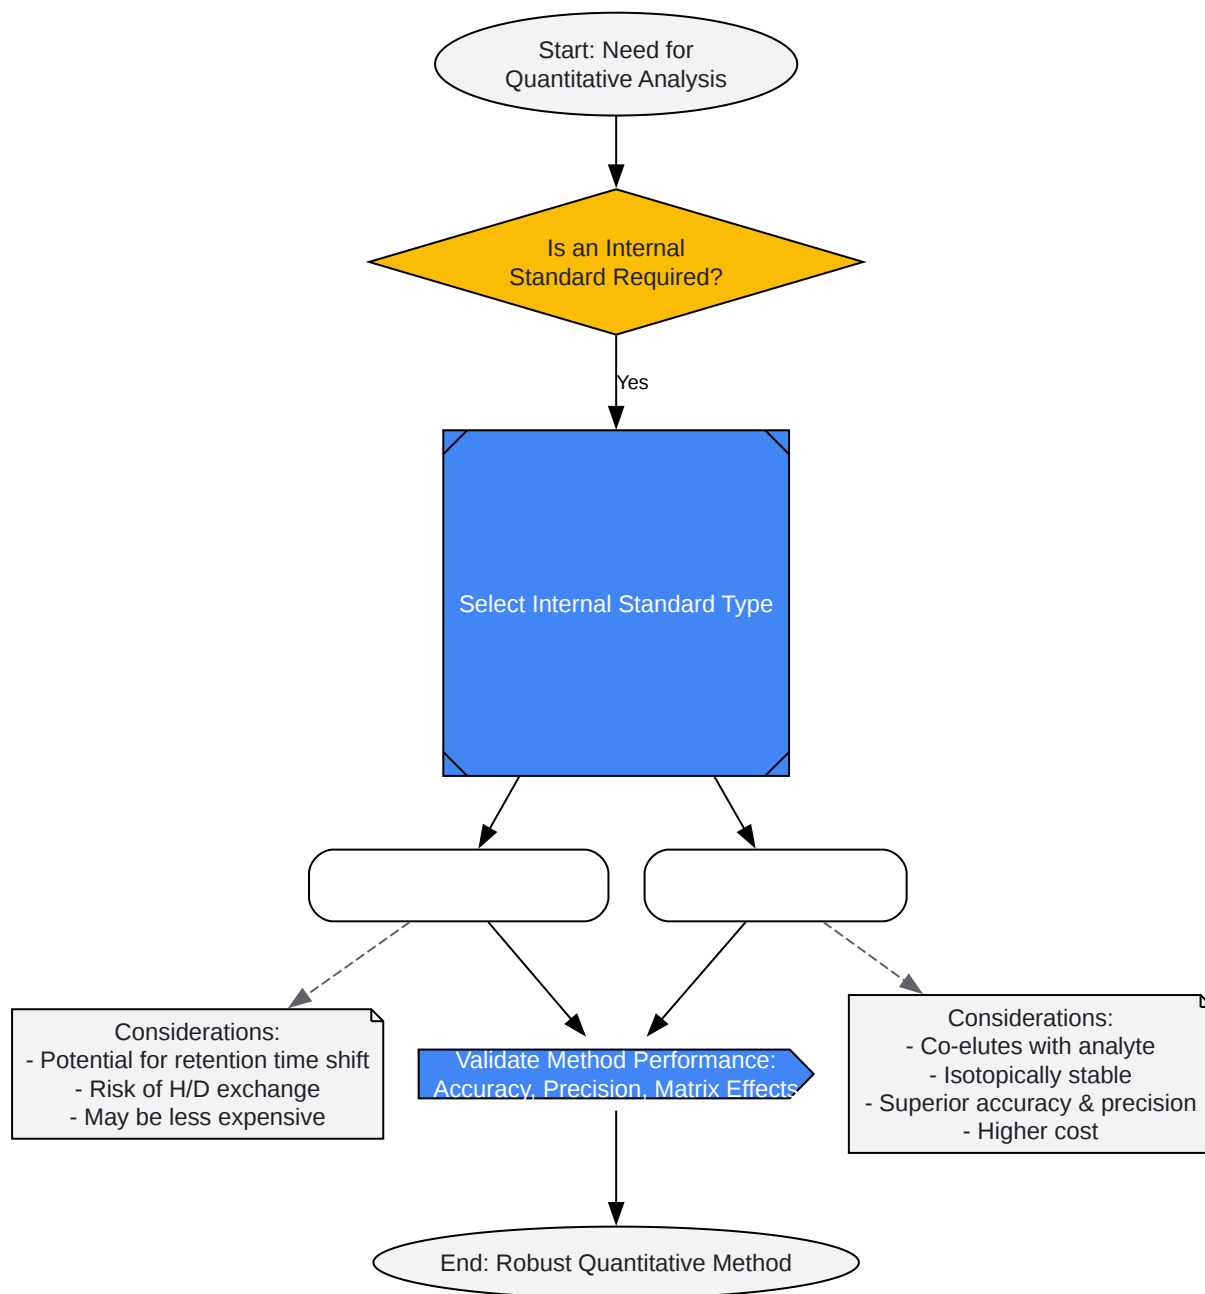 Start: Need for
Quantitative Analysis
Is an Internal
Standard Required?
Yes
Select Internal Standard Type
Considerations:
- Potential for retention time shift
- Risk of H/D exchange
- May be less expensive
Validate Method Performance:
Accuracy, Precision, Matrix Effects
Considerations:
- Co-elutes with analyte
- Isotopically stable
- Superior accuracy & precision
- Higher cost
End: Robust Quantitative Method